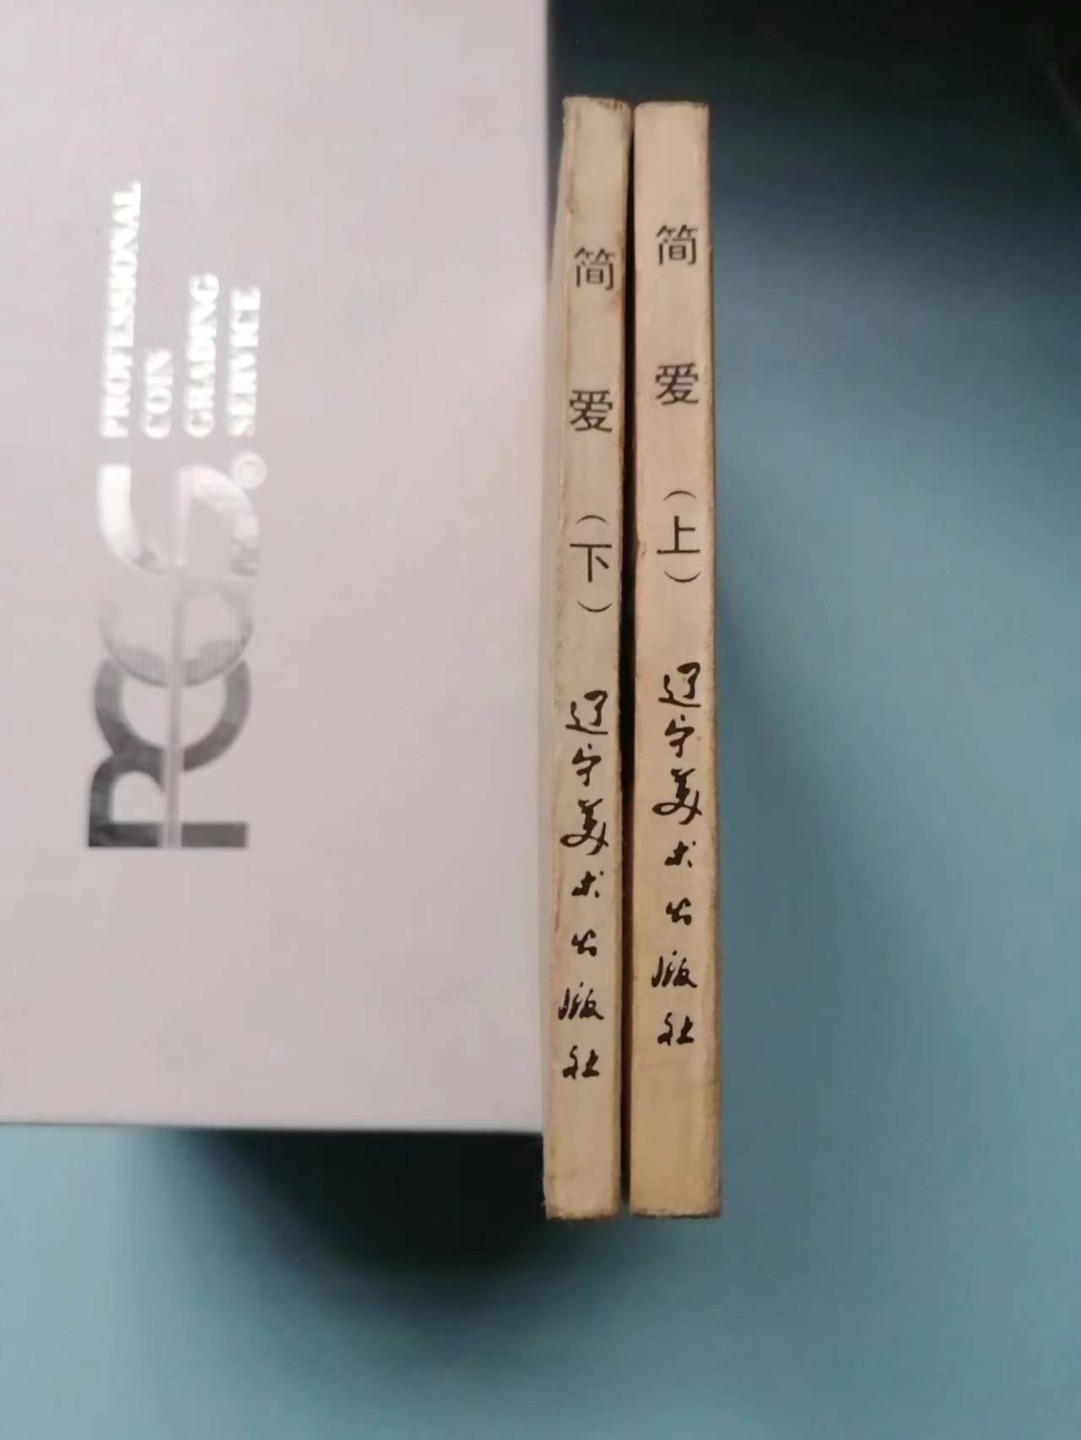 PCGS®
PROFESSIONAL
COIN
GRADING
SERVICE
简爱（下）辽宁美术出版社
简爱（上）辽宁美术出版社